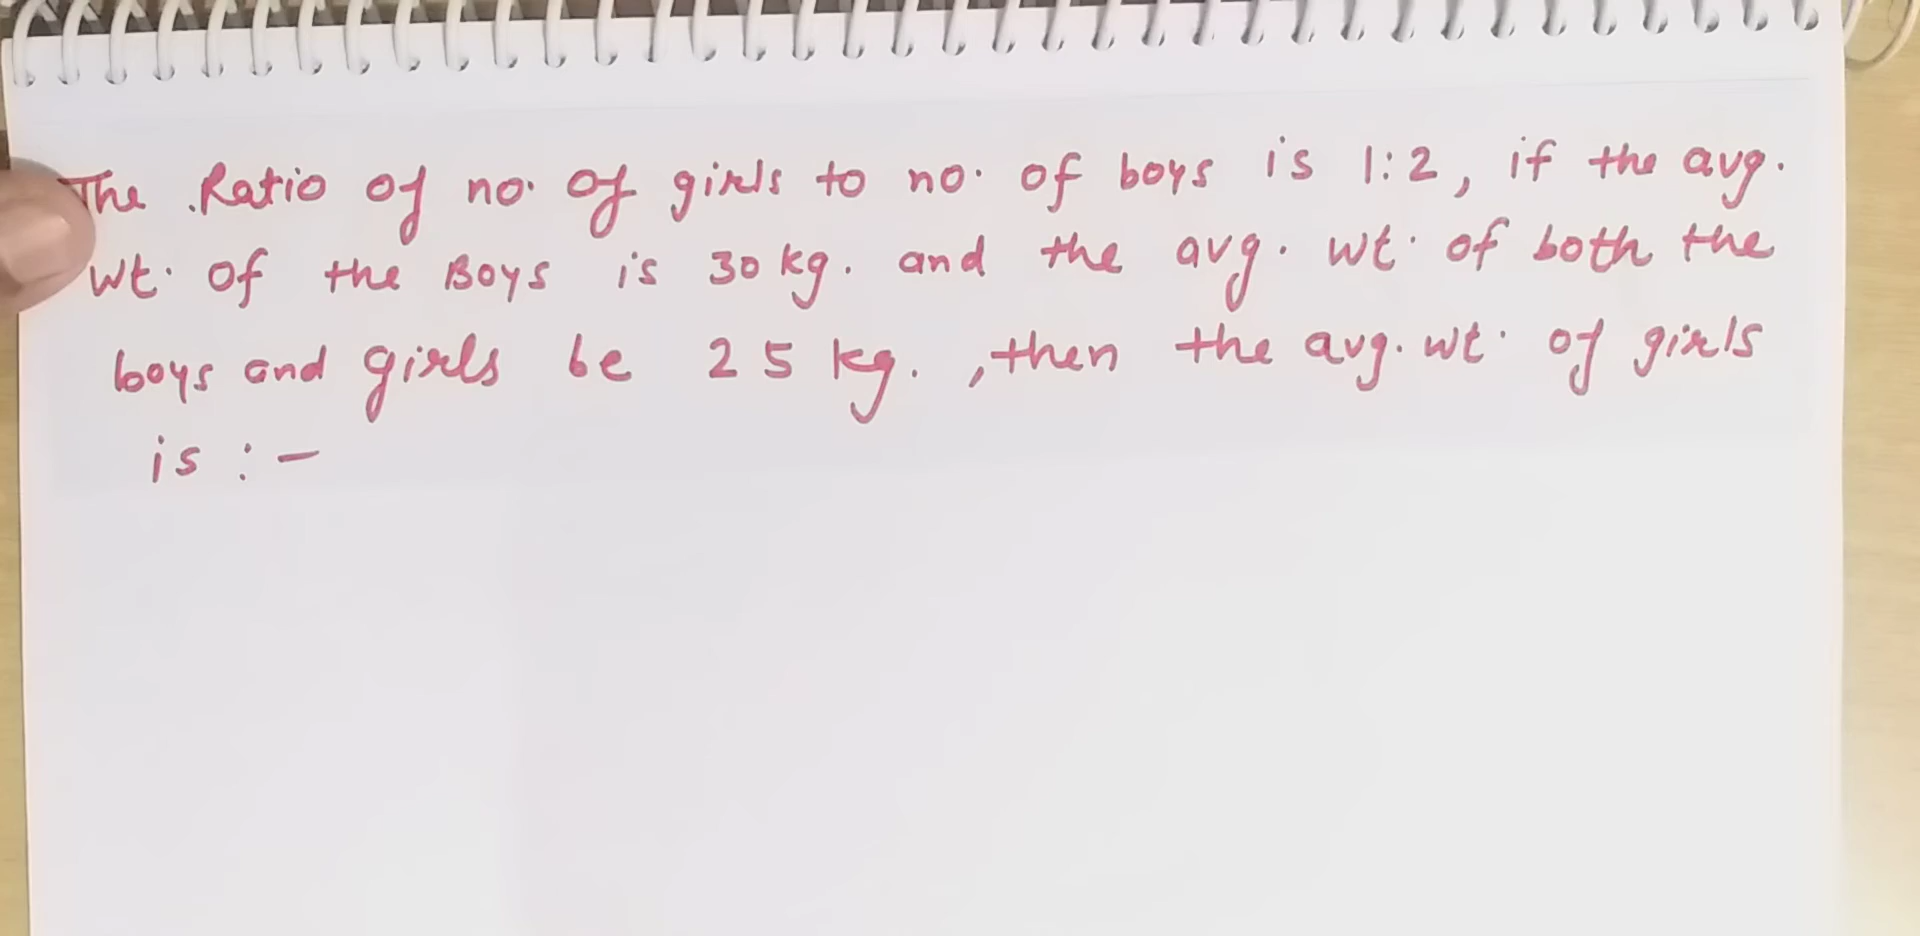 The Ratio of no. of girls to no. of boys is 1:2, if the avg.
wt. of the Boys is 30 kg. and the avg. wt. of both the
boys and girls be 25 kg. , then the avg. wt. of girls
is : -